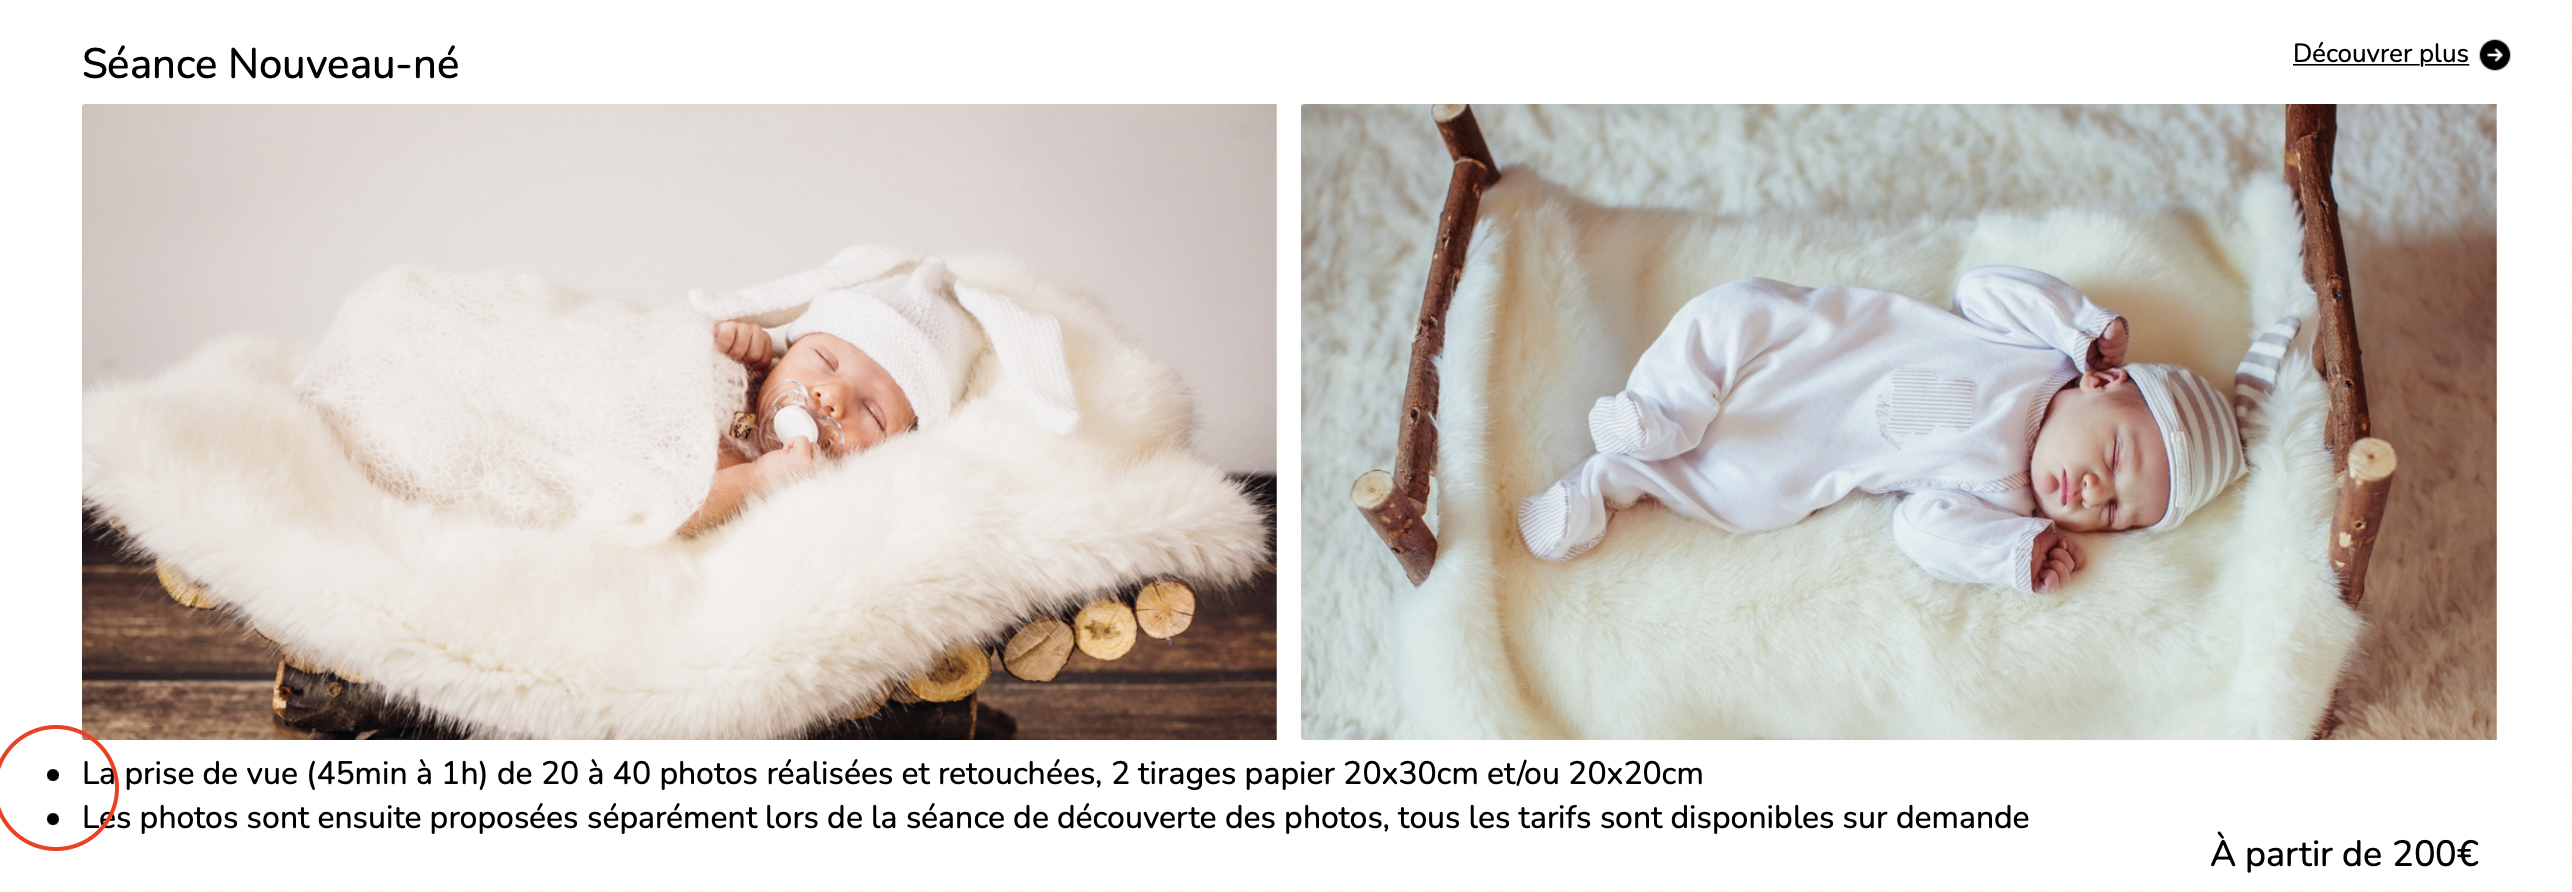 Séance Nouveau-né
Découvrer plus
• La prise de vue (45min à 1h) de 20 à 40 photos réalisées et retouchées, 2 tirages papier 20x30cm et/ou 20x20cm
• Les photos sont ensuite proposées séparément lors de la séance de découverte des photos, tous les tarifs sont disponibles sur demande
À partir de 200€